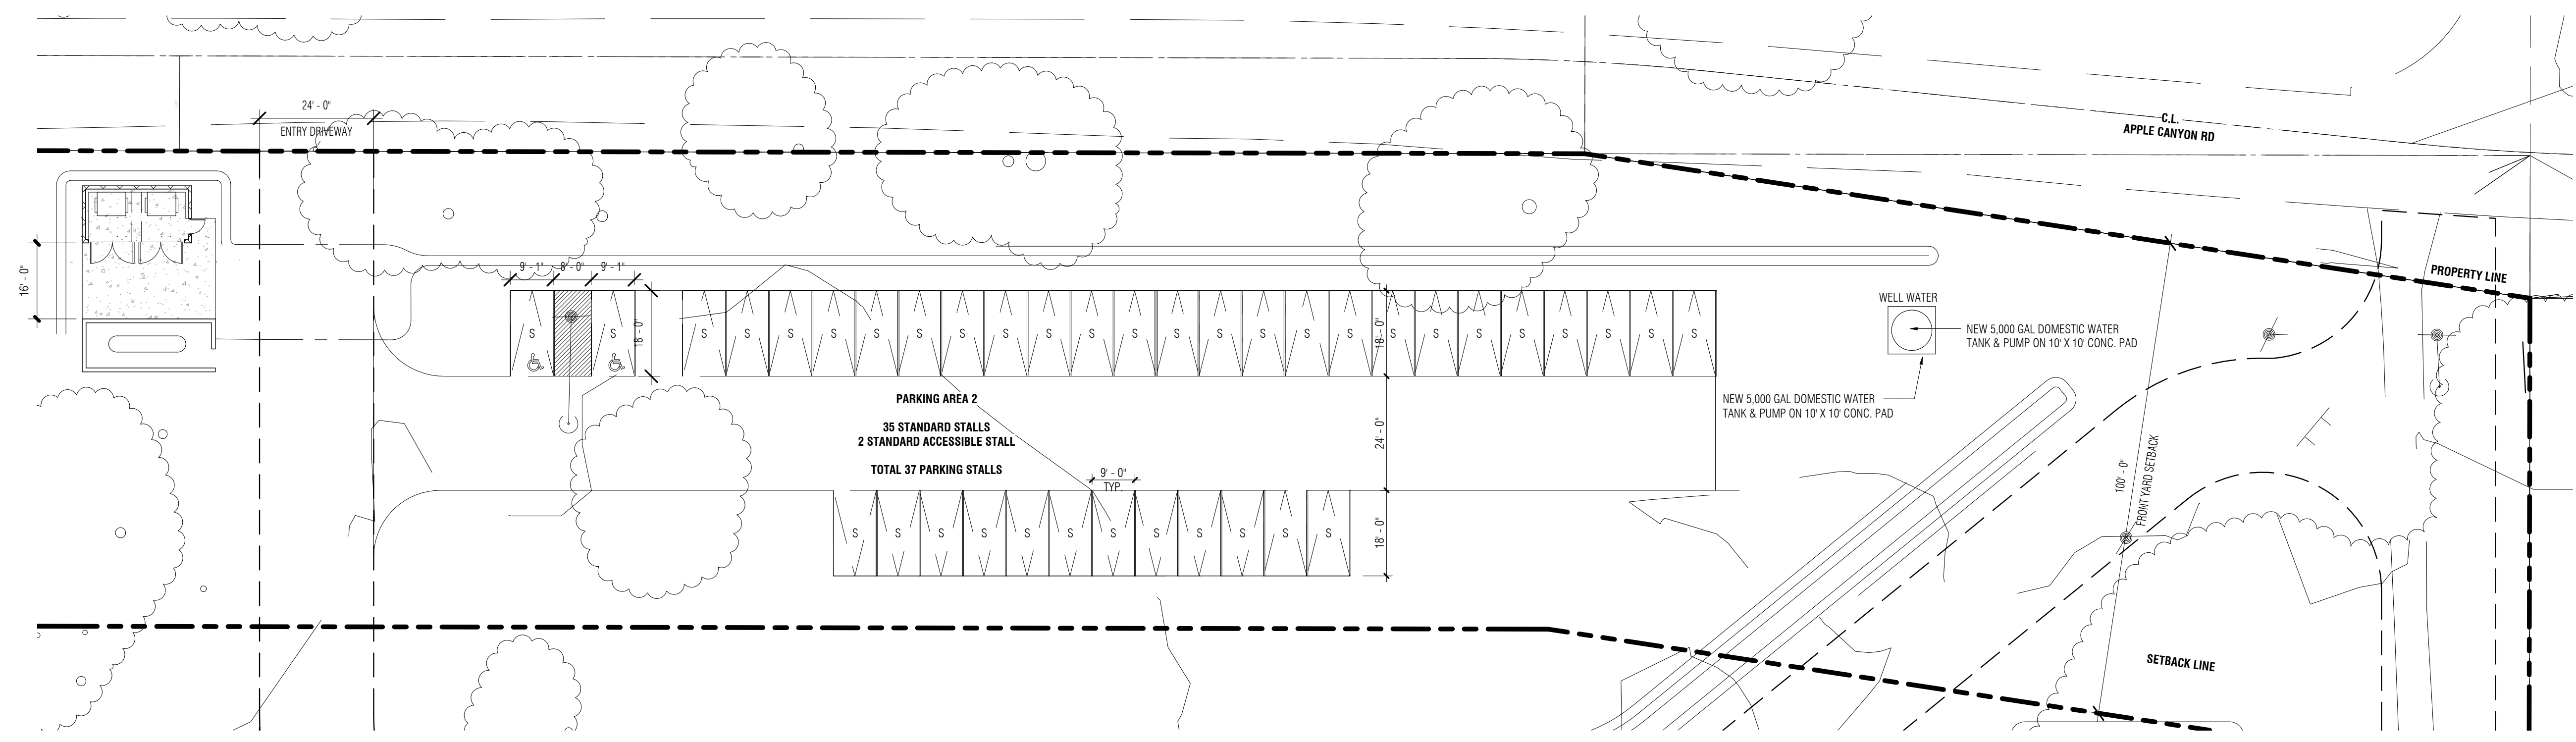 24' - 0"
ENTRY DRIVEWAY
C.L.
APPLE CANYON RD
PROPERTY LINE
16' - 0"
9' - 1" 8' - 0" 9' - 1"
S S S S S S S S S S S S S S S S S S S S S S S S S S
18' - 0"
18' - 0"
WELL WATER
NEW 5,000 GAL DOMESTIC WATER
TANK & PUMP ON 10' X 10' CONC. PAD
NEW 5,000 GAL DOMESTIC WATER
TANK & PUMP ON 10' X 10' CONC. PAD
PARKING AREA 2
35 STANDARD STALLS
2 STANDARD ACCESSIBLE STALL
TOTAL 37 PARKING STALLS
24' - 0"
9' - 0"
TYP.
S S S S S S S S S S S S
18' - 0"
100' - 0"
FRONT YARD SETBACK
SETBACK LINE